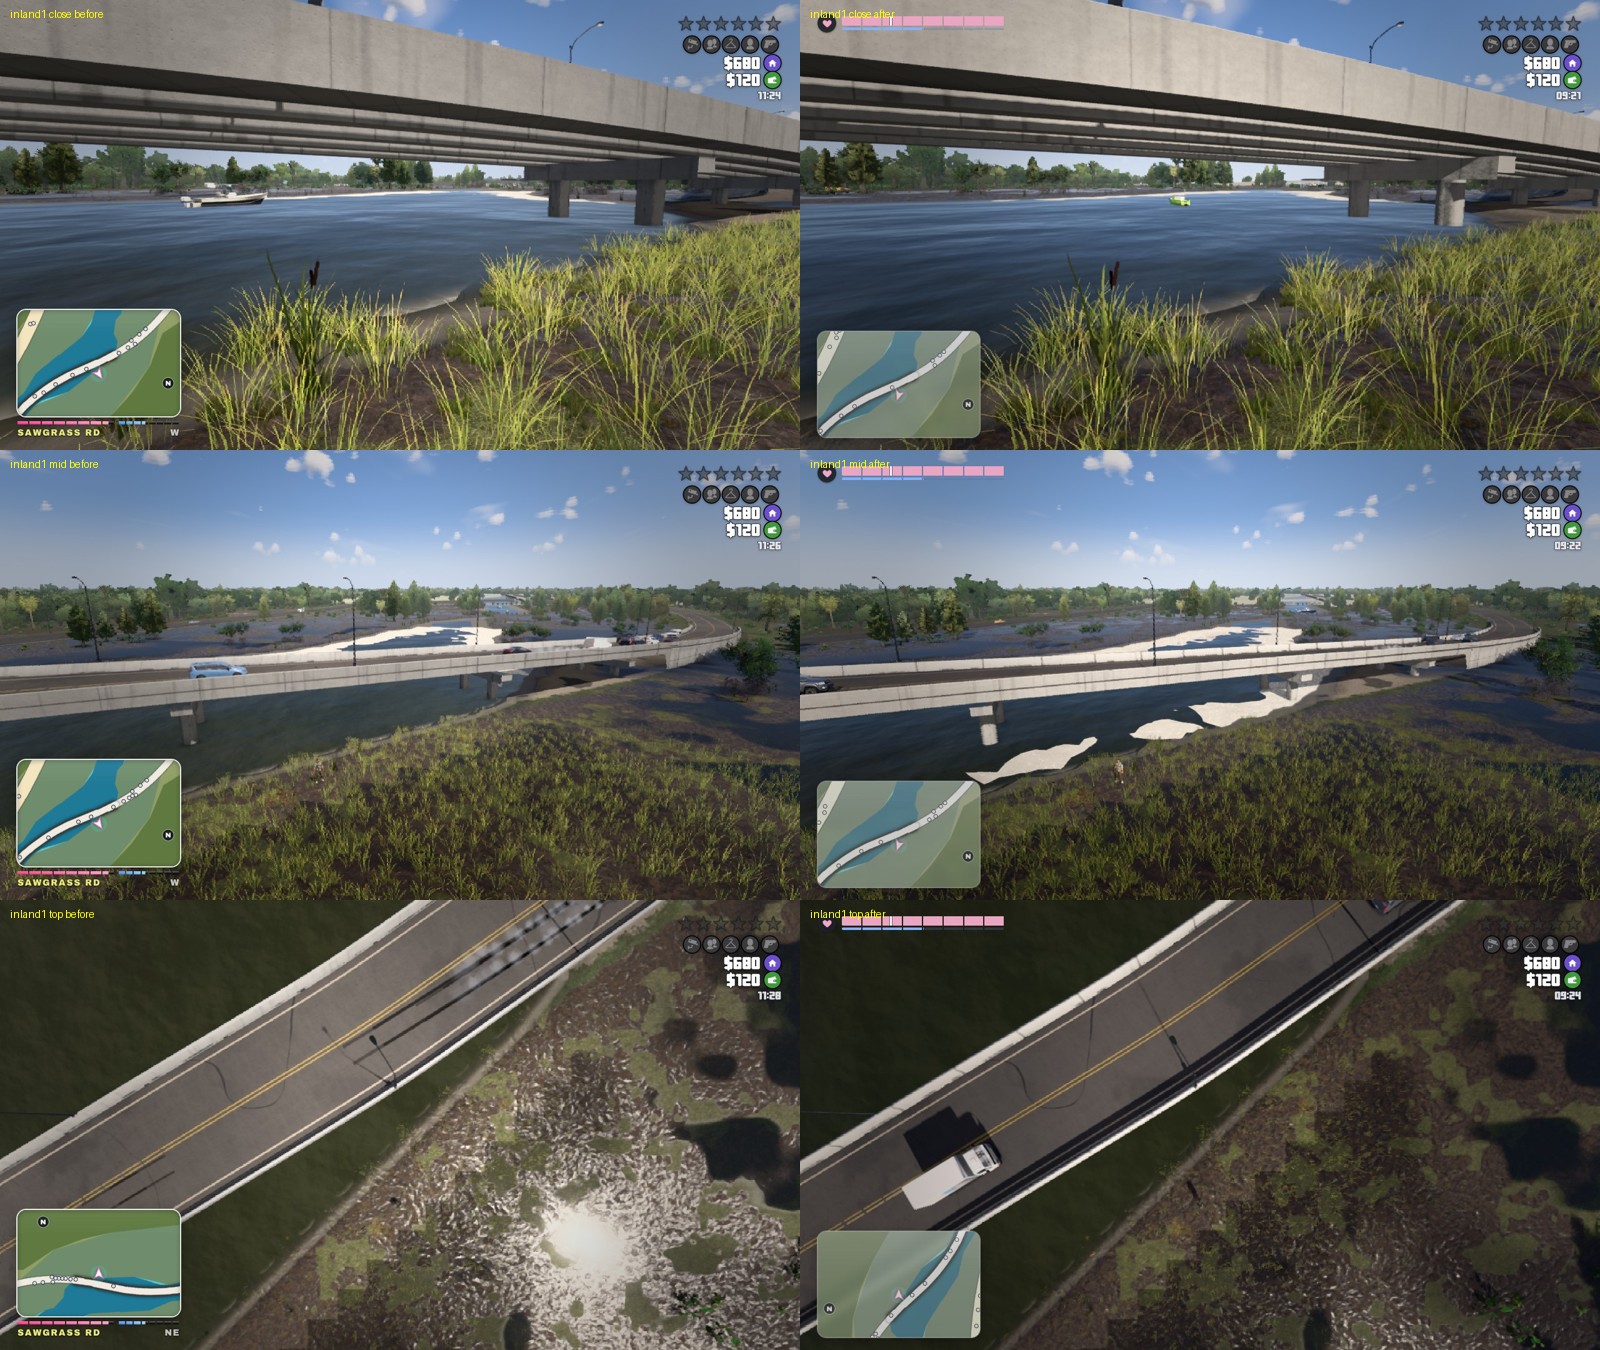 inland1 close before
$680
$120
11:24
N
SAWGRASS RD W
inland1 close after
$680
$120
09:21
N
inland1 mid before
$680
$120
11:26
N
SAWGRASS RD W
inland1 mid after
$680
$120
09:22
N
inland1 top before
$680
$120
11:28
N
SAWGRASS RD NE
inland1 top after
$680
$120
09:24
N